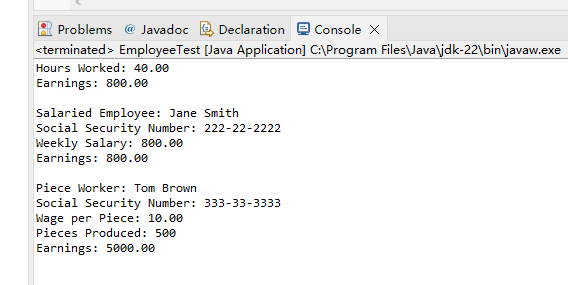 Problems @ Javadoc Declaration Console
<terminated> EmployeeTest [Java Application] C:\Program Files\Java\jdk-22\bin\javaw.exe
Hours Worked: 40.00
Earnings: 800.00
Salaried Employee: Jane Smith
Social Security Number: 222-22-2222
Weekly Salary: 800.00
Earnings: 800.00
Piece Worker: Tom Brown
Social Security Number: 333-33-3333
Wage per Piece: 10.00
Pieces Produced: 500
Earnings: 5000.00